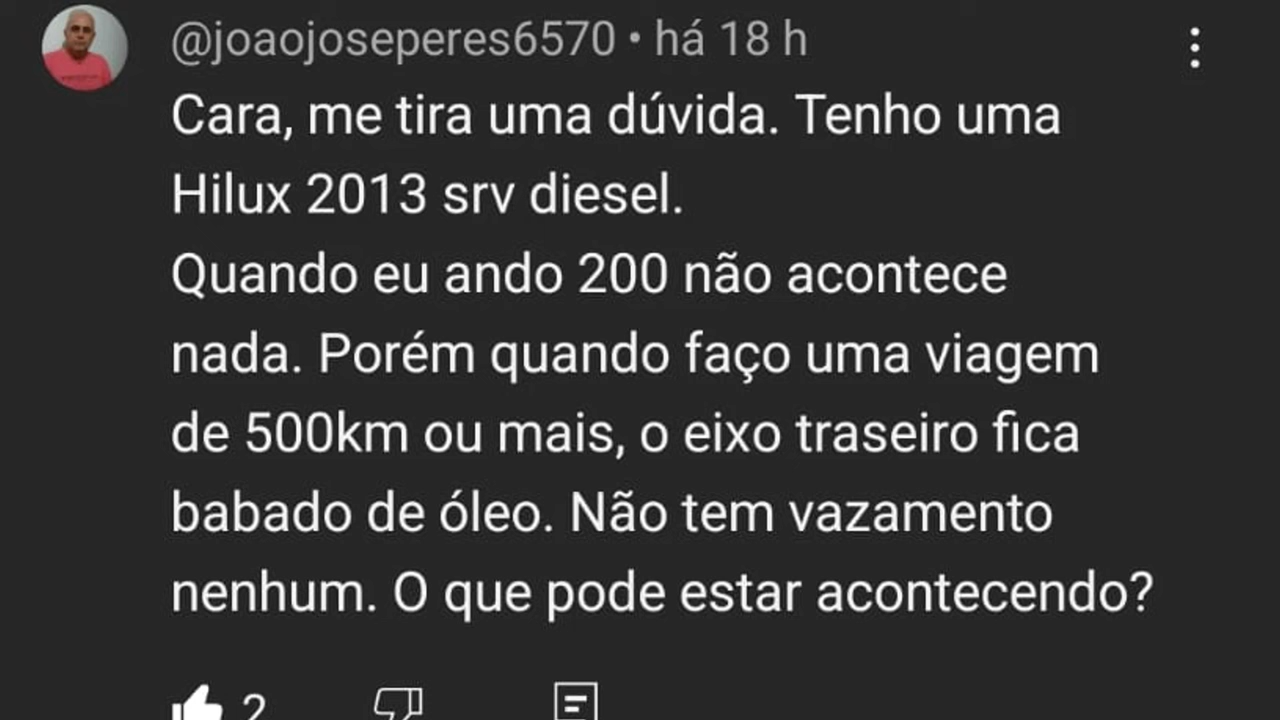 @joaojoseperes6570 • há 18 h
Cara, me tira uma dúvida. Tenho uma
Hilux 2013 srv diesel.
Quando eu ando 200 não acontece
nada. Porém quando faço uma viagem
de 500km ou mais, o eixo traseiro fica
babado de óleo. Não tem vazamento
nenhum. O que pode estar acontecendo?
2